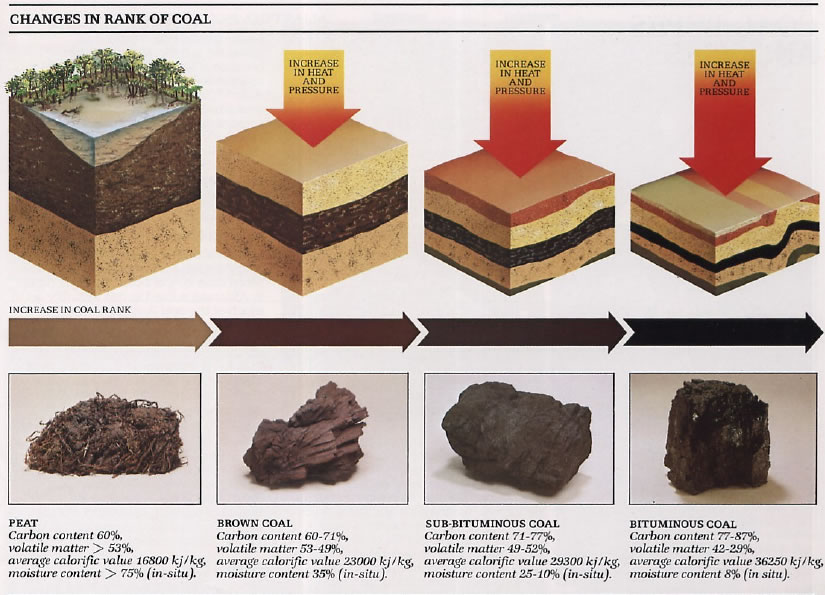 CHANGES IN RANK OF COAL
INCREASE
IN HEAT
AND
PRESSURE
INCREASE
IN HEAT
AND
PRESSURE
INCREASE
IN HEAT
AND
PRESSURE
INCREASE IN COAL RANK
PEAT
Carbon content 60%,
volatile matter > 53%,
average calorific value 16800 kj/kg,
moisture content > 75% (in-situ).
BROWN COAL
Carbon content 60-71%,
volatile matter 53-49%,
average calorific value 23000 kj/kg,
moisture content 35% (in-situ).
SUB-BITUMINOUS COAL
Carbon content 71-77%,
volatile matter 49-52%,
average calorific value 29300 kj/kg,
moisture content 25-10% (in-situ).
BITUMINOUS COAL
Carbon content 77-87%,
volatile matter 42-29%,
average calorific value 36250 kj/kg,
moisture content 8% (in situ).